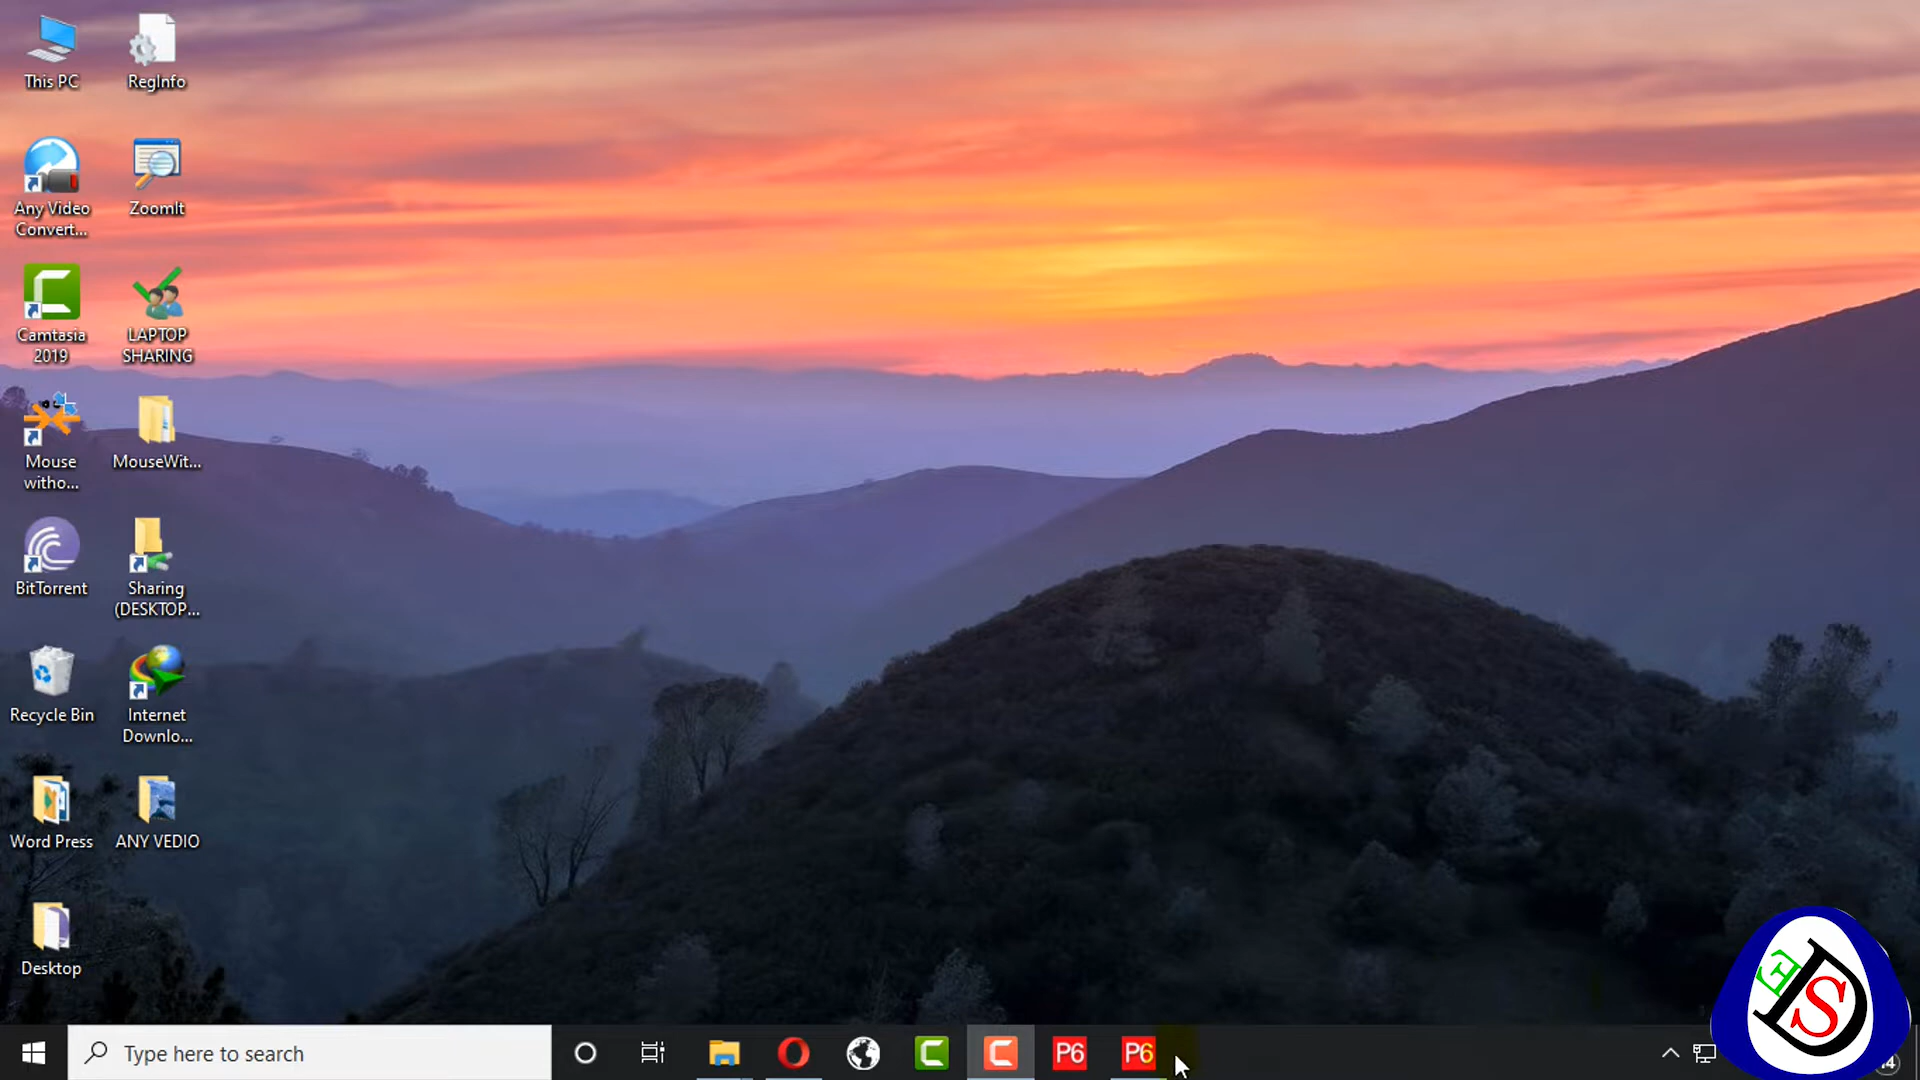 This PC
RegInfo
Any Video
Convert...
ZoomIt
Camtasia
2019
LAPTOP
SHARING
Mouse
witho...
MouseWit...
BitTorrent
Sharing
(DESKTOP...
Recycle Bin
Internet
Downlo...
Word Press
ANY VEDIO
Desktop
Type here to search
P6
P6
E
D
S